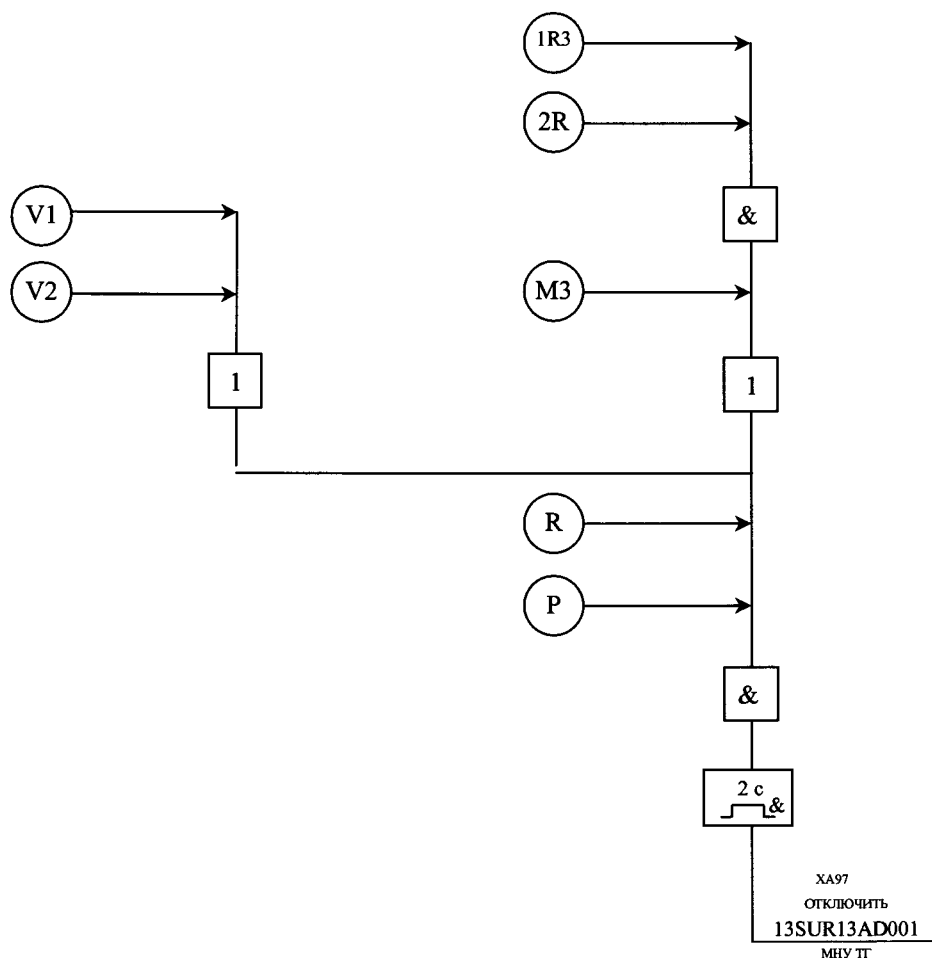 1R3
2R
V1
&
V2
M3
1
1
R
P
&
2 с
&
XA97
ОТКЛЮЧИТЬ
13SUR13AD001
МНУ ТГ